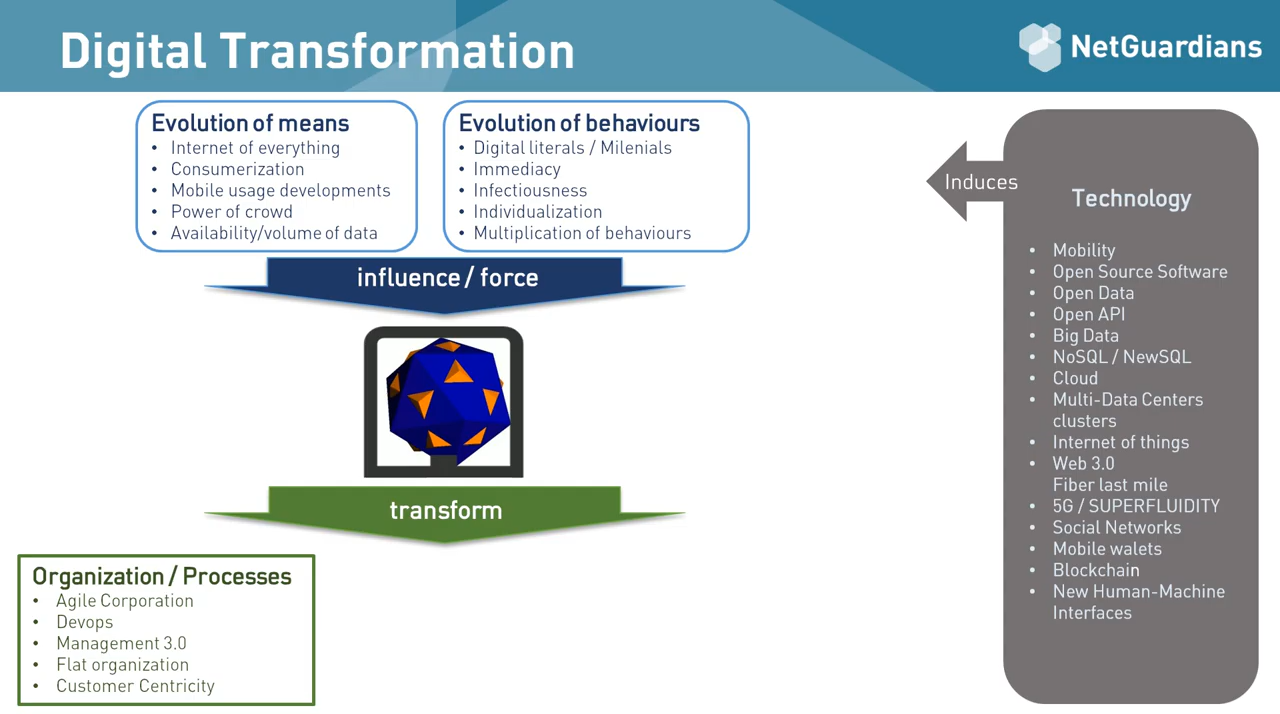 Digital Transformation
NetGuardians
Evolution of means
• Internet of everything
• Consumerization
• Mobile usage developments
• Power of crowd
• Availability/volume of data
Evolution of behaviours
• Digital literals / Milenials
• Immediacy
• Infectiousness
• Individualization
• Multiplication of behaviours
influence / force
transform
Organization / Processes
• Agile Corporation
• Devops
• Management 3.0
• Flat organization
• Customer Centricity
Induces
Technology
• Mobility
• Open Source Software
• Open Data
• Open API
• Big Data
• NoSQL / NewSQL
• Cloud
• Multi-Data Centers
clusters
• Internet of things
• Web 3.0
Fiber last mile
• 5G / SUPERFLUIDITY
• Social Networks
• Mobile walets
• Blockchain
• New Human-Machine
Interfaces